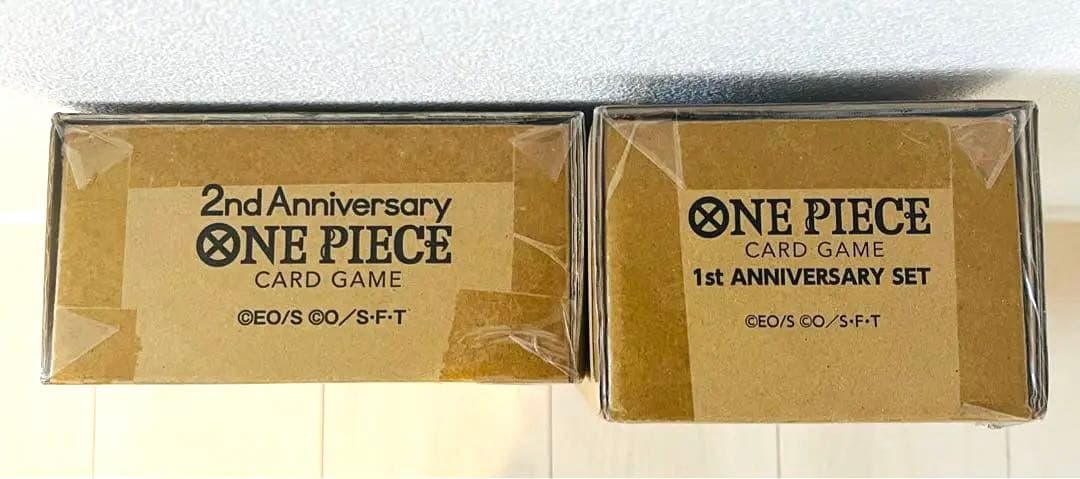 2nd Anniversary
ONE PIECE
CARD GAME
©EO/S ©O/S·F·T
ONE PIECE
CARD GAME
1st ANNIVERSARY SET
©EO/S ©O/S·F·T